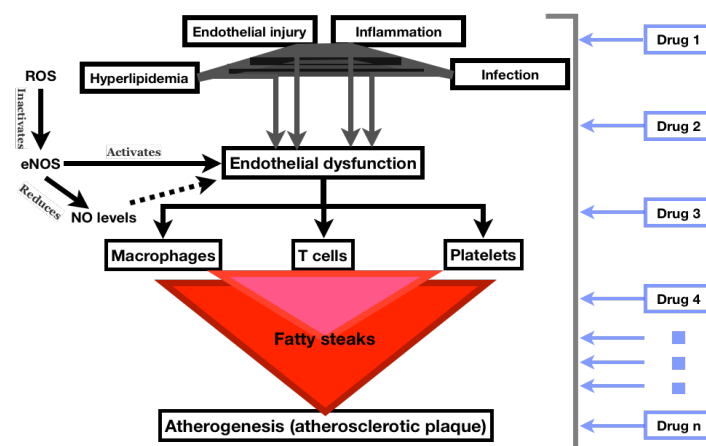 Endothelial injury
Inflammation
Drug 1
ROS
Hyperlipidemia
Infection
Inactivates
Drug 2
eNOS
Activates
Endothelial dysfunction
Reduces
NO levels
Drug 3
Macrophages
T cells
Platelets
Drug 4
Fatty steaks
Atherogenesis (atherosclerotic plaque)
Drug n